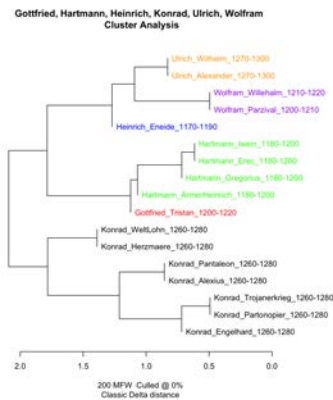 Gottfried, Hartmann, Heinrich, Konrad, Ulrich, Wolfram
Cluster Analysis
Ulrich_Wilhelm_1270-1300
Ulrich_Alexander_1270-1300
Wolfram_Willehalm_1210-1220
Wolfram_Parzival_1200-1210
Heinrich_Eneide_1170-1190
Hartmann_Iwein_1180-1200
Hartmann_Erec_1180-1200
Hartmann_Gregorius_1180-1200
Hartmann_ArmerHeinrich_1180-1200
Gottfried_Tristan_1200-1220
Konrad_WeltLohn_1260-1280
Konrad_Herzmaere_1260-1280
Konrad_Pantaleon_1260-1280
Konrad_Alexius_1260-1280
Konrad_Trojanerkrieg_1260-1280
Konrad_Partonopier_1260-1280
Konrad_Engelhard_1260-1280
2.0 1.5 1.0 0.5 0.0
200 MFW Culled @ 0%
Classic Delta distance